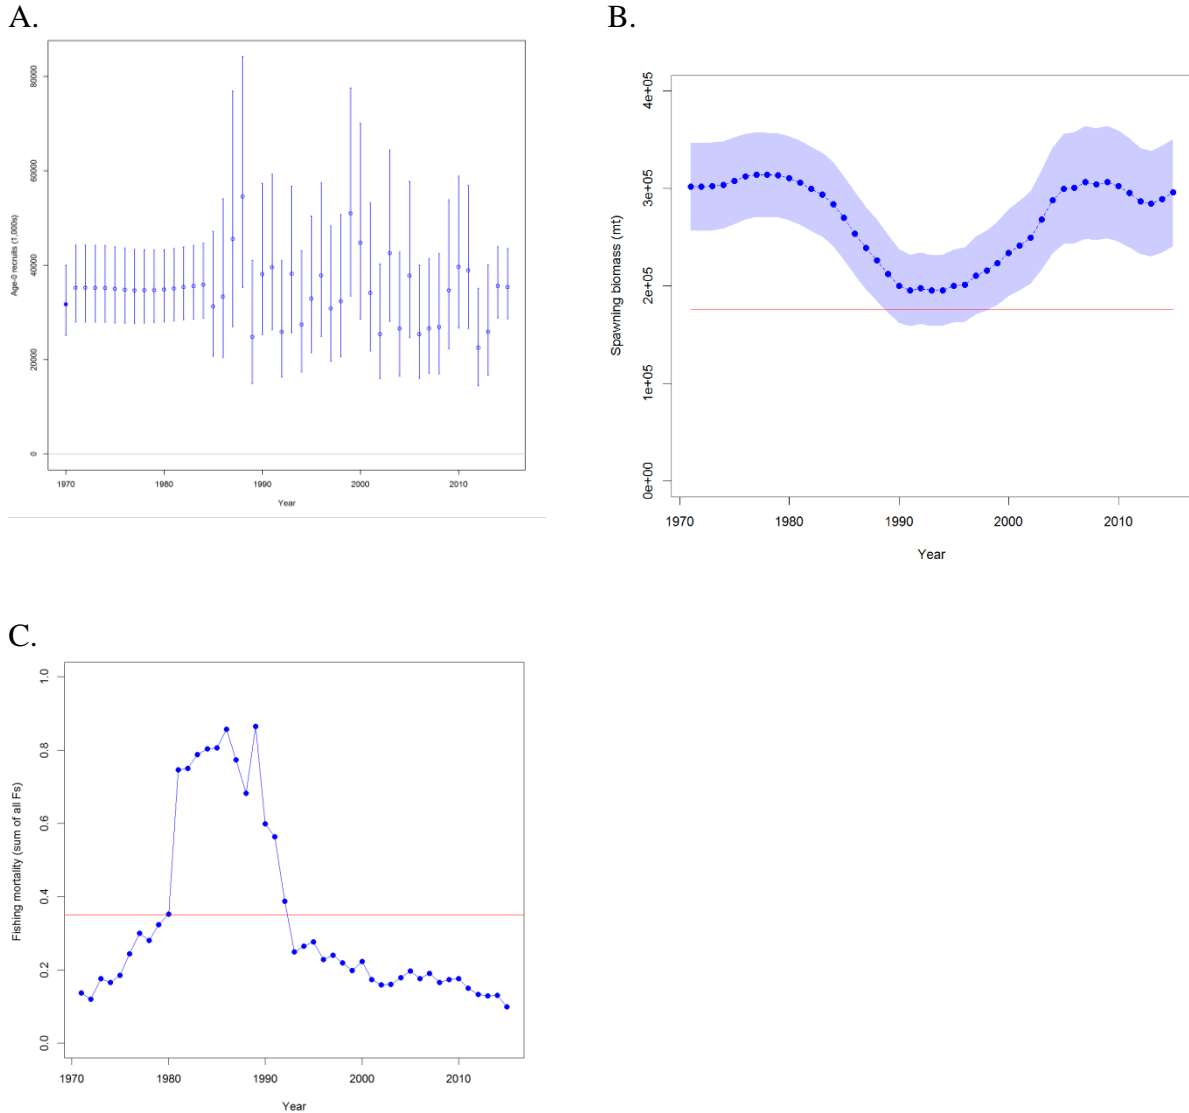 A.
80000
60000
40000
20000
0
Age-0 recruits (1,000s)
1970 1980 1990 2000 2010
Year
B.
4e+05
3e+05
2e+05
1e+05
0e+00
Spawning biomass (mt)
1970 1980 1990 2000 2010
Year
C.
1.0
0.8
0.6
0.4
0.2
0.0
Fishing mortality (sum of all Fs)
1970 1980 1990 2000 2010
Year